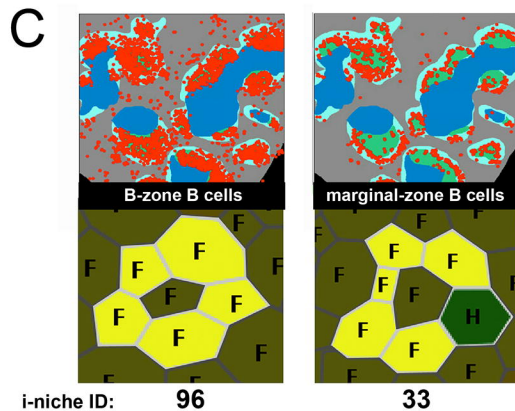 C
B-zone B cells
marginal-zone B cells
F F
F
F F
F
F F
F
F F
F
F F
F F F
H
F F
F
i-niche ID: 96 33